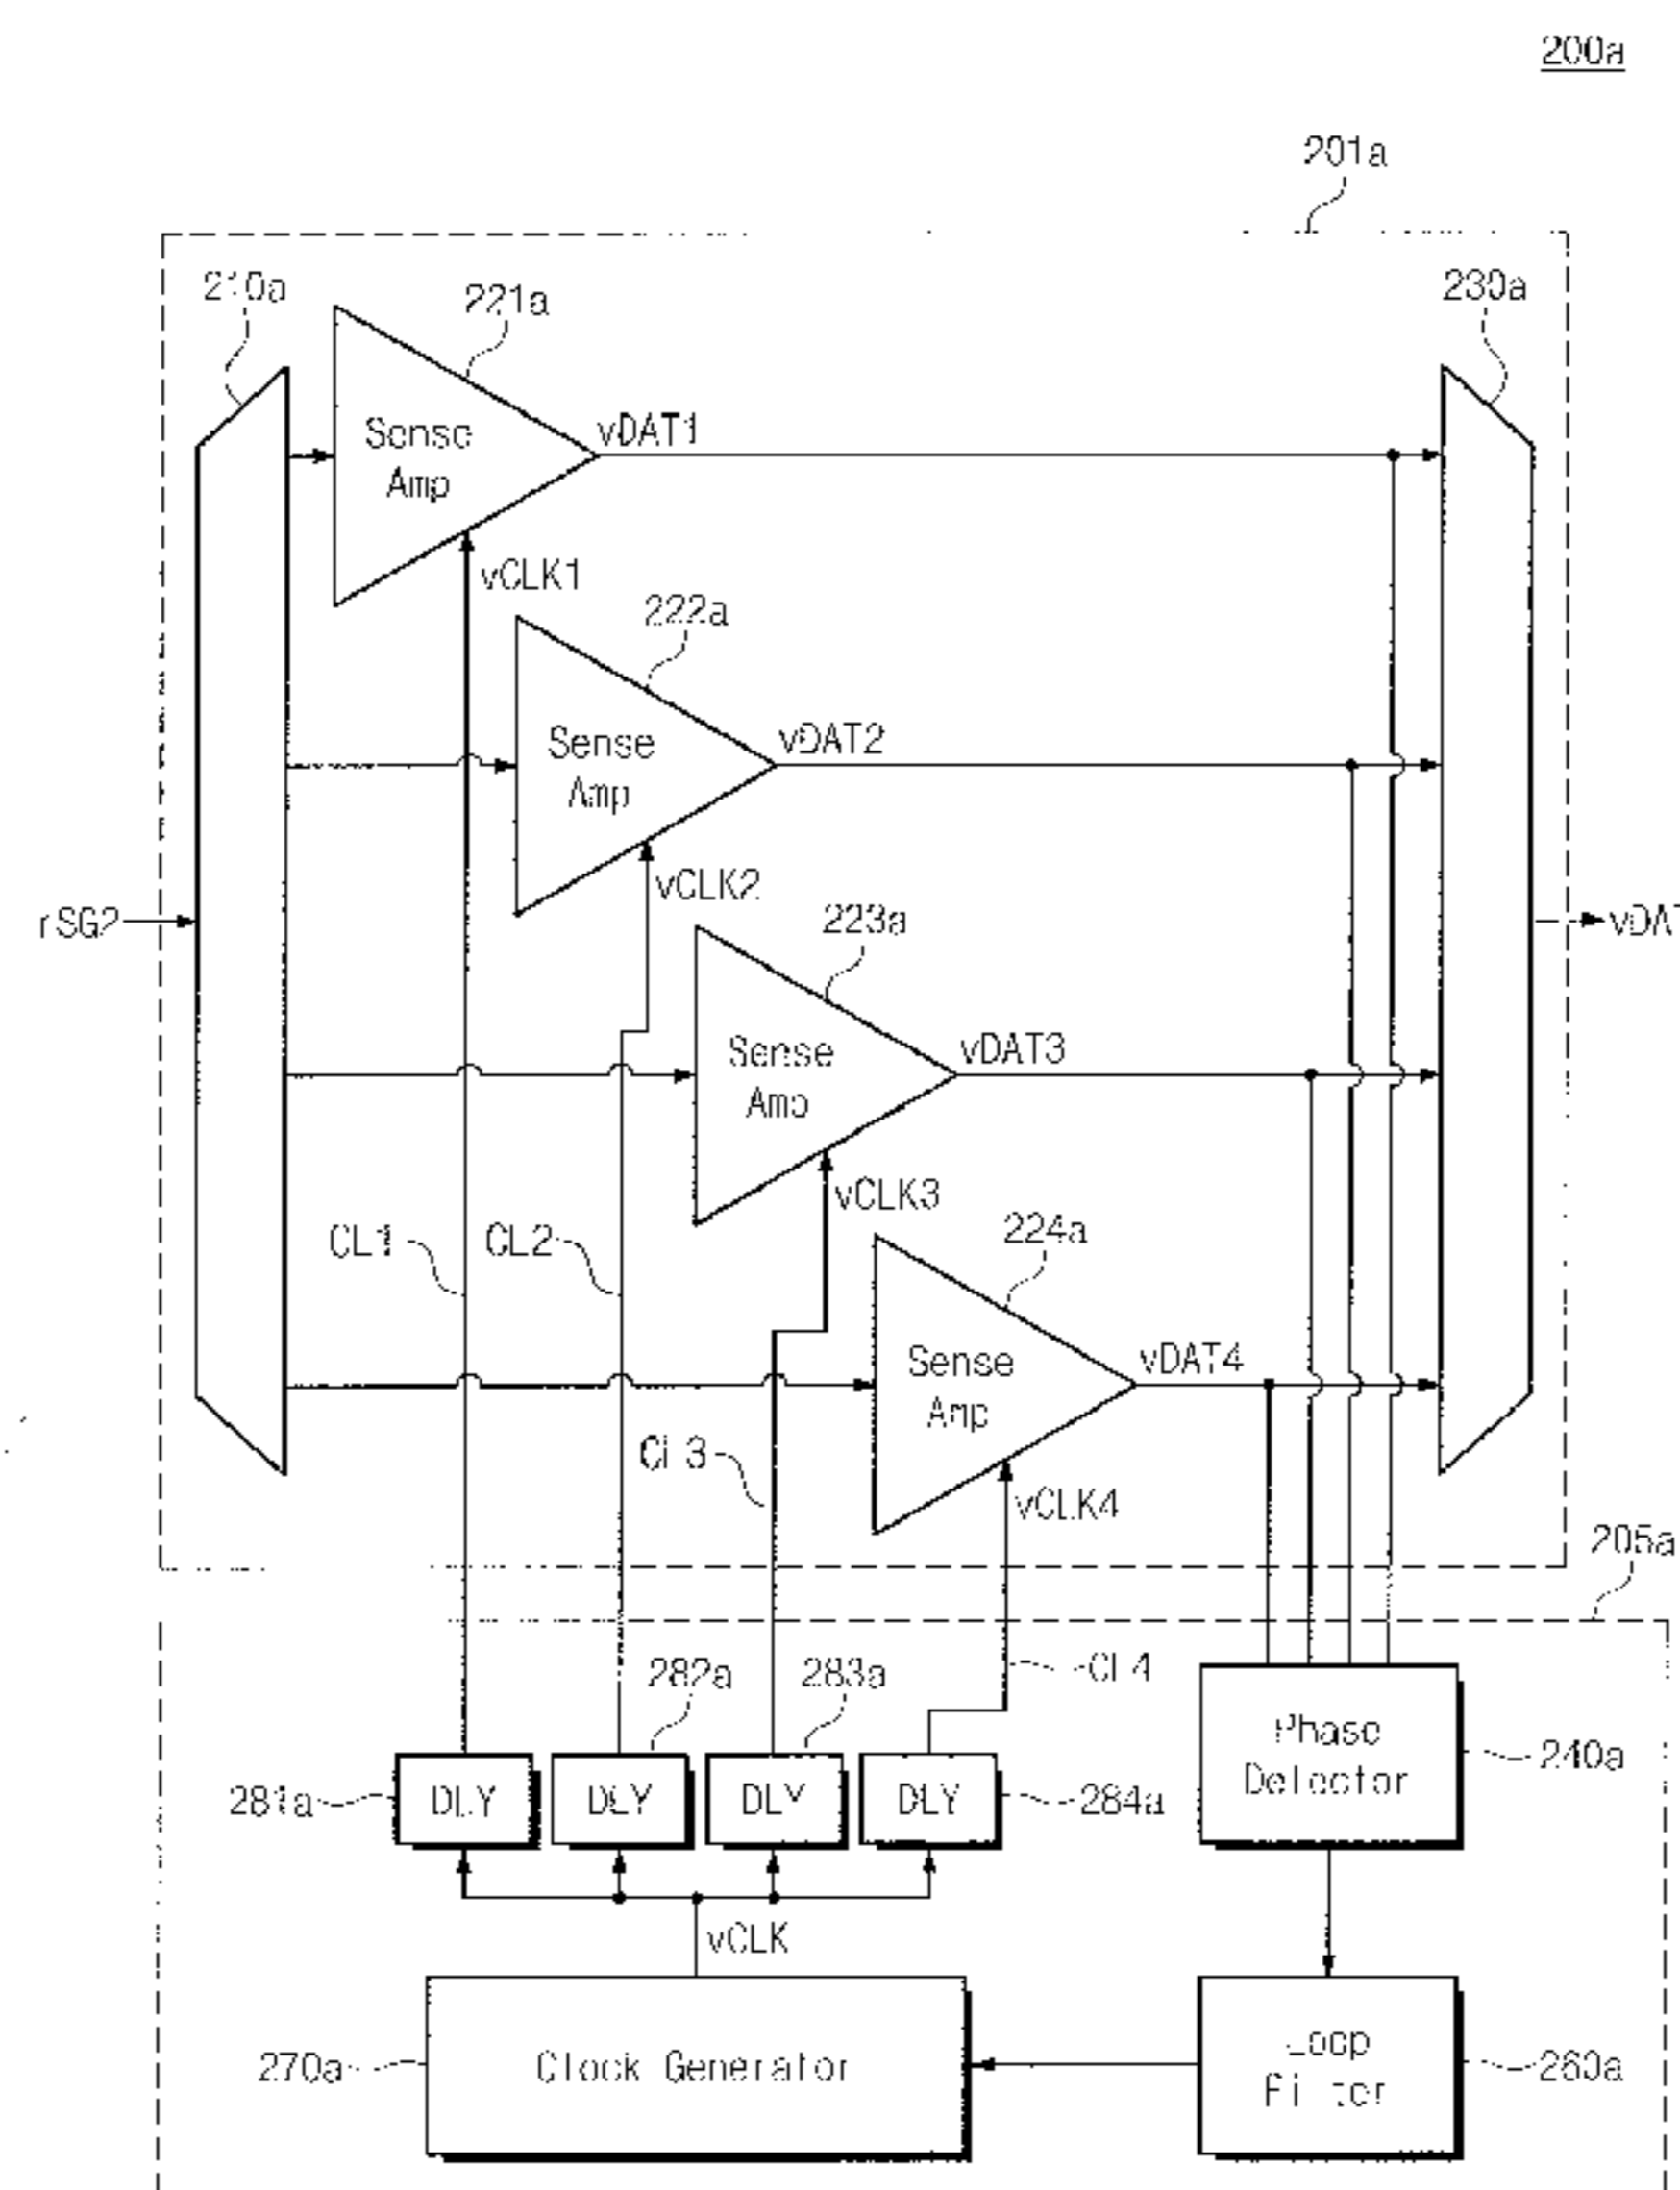 200a
201a
210a
221a
230a
Sense
Amp
vDAT1
vCLK1
222a
Sense
Amp
vDAT2
vCLK2
rSG2
223a
vDAT
Sense
Amp
vDAT3
vCLK3
CL1
CL2
224a
Sense
Amp
vDAT4
CL3
vCLK4
205a
282a
283a
CL4
Phase
Detector
240a
281a
DLY
DLY
DLY
DLY
284a
vCLK
270a
Clock Generator
Loop
Filter
260a